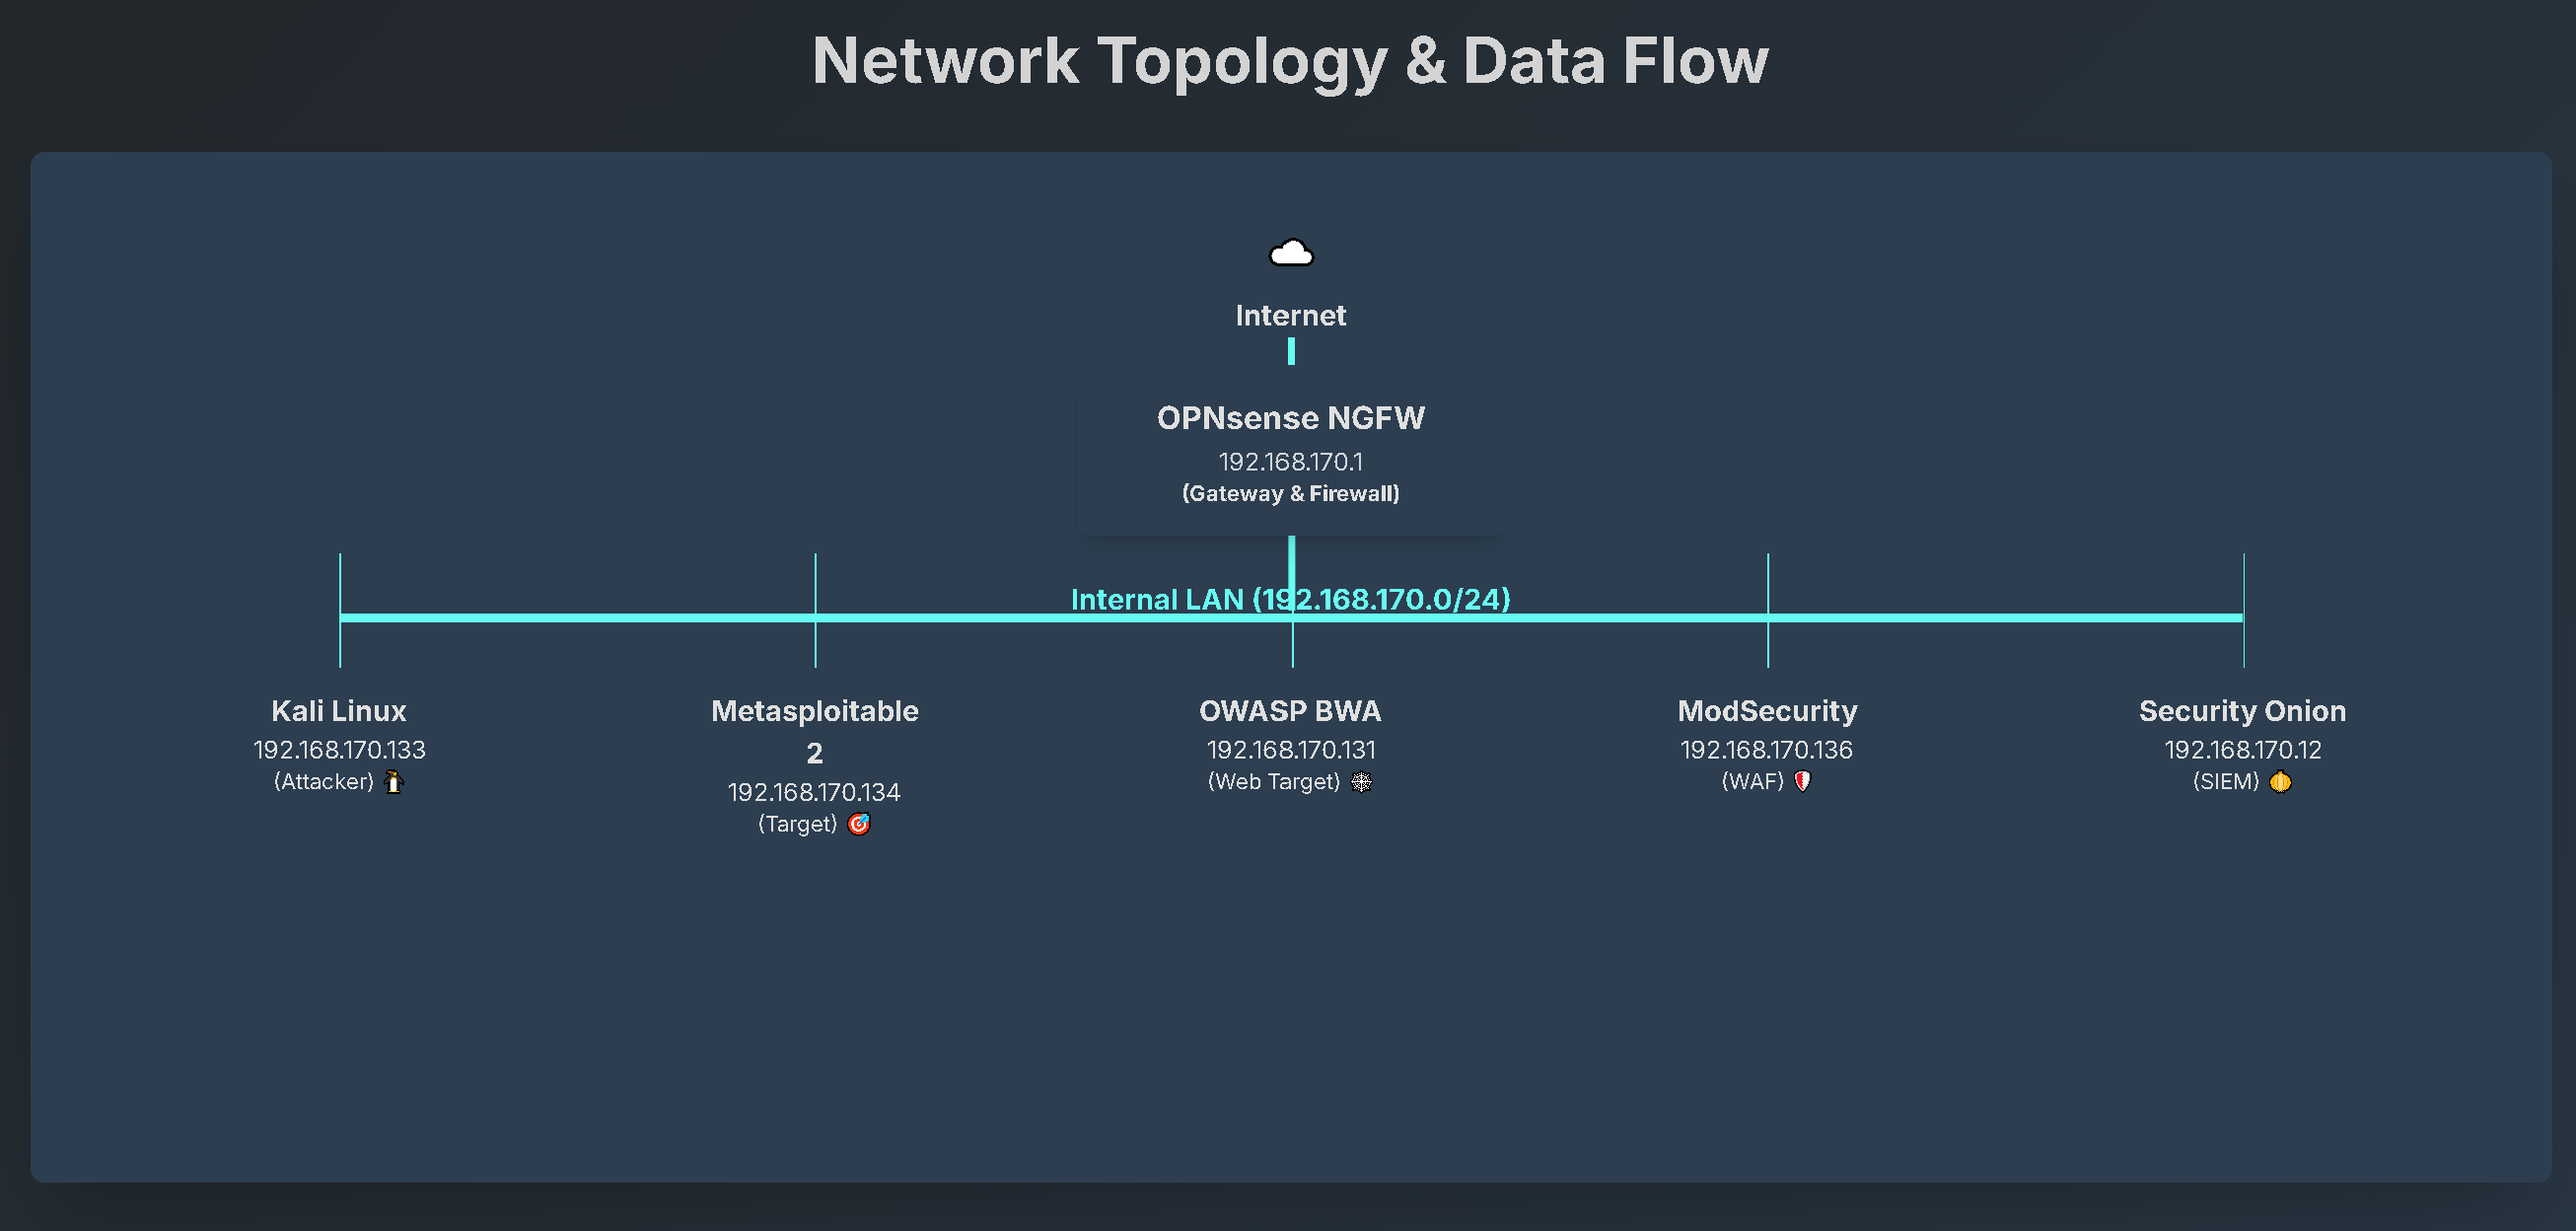 Network Topology & Data Flow
Internet
OPNsense NGFW
192.168.170.1
(Gateway & Firewall)
Internal LAN (192.168.170.0/24)
Kali Linux
192.168.170.133
(Attacker)
Metasploitable
2
192.168.170.134
(Target)
OWASP BWA
192.168.170.131
(Web Target)
ModSecurity
192.168.170.136
(WAF)
Security Onion
192.168.170.12
(SIEM)